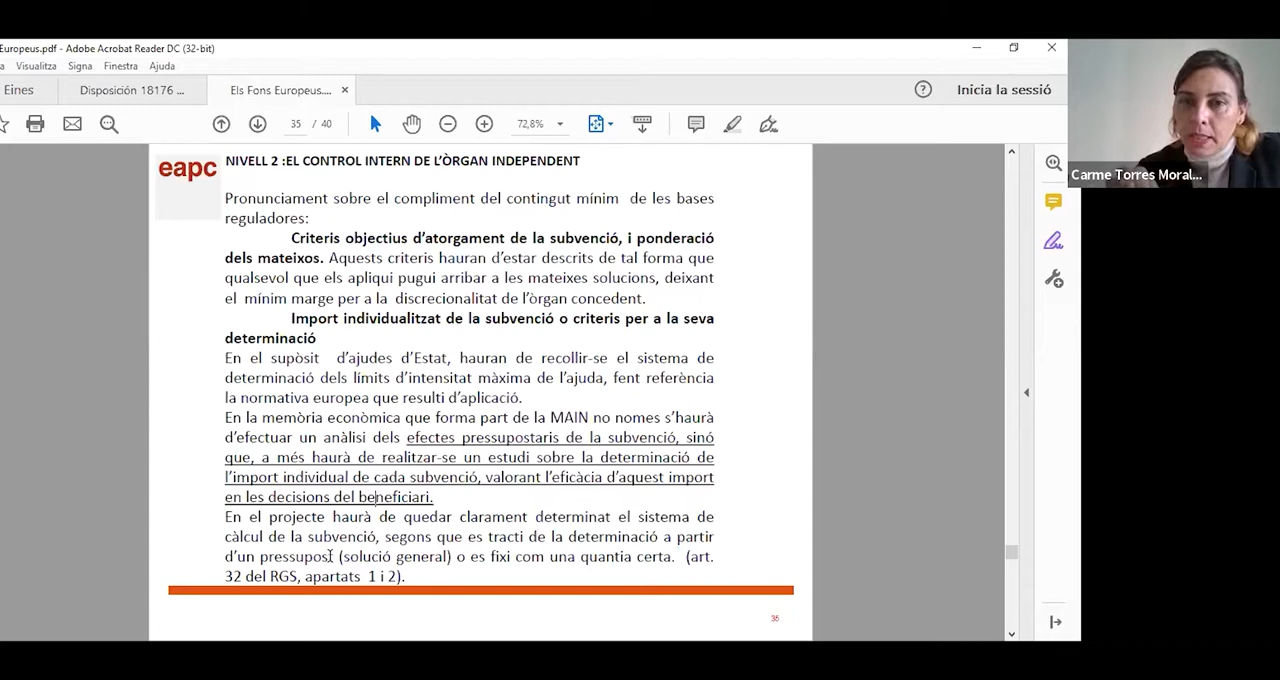 Europeus.pdf - Adobe Acrobat Reader DC (32-bit)
a Visualitza Signa Finestra Ajuda
Eines Disposición 18176 ... Els Fons Europeus.... ×
Inicia la sessió
35 / 40 72,8%
Carme Torres Moral...
eapc
NIVELL 2 :EL CONTROL INTERN DE L'ÒRGAN INDEPENDENT
Pronunciament sobre el compliment del contingut mínim de les bases
reguladores:
Criteris objectius d'atorgament de la subvenció, i ponderació
dels mateixos. Aquests criteris hauran d'estar descrits de tal forma que
qualsevol que els apliqui pugui arribar a les mateixes solucions, deixant
el mínim marge per a la discrecionalitat de l'òrgan concedent.
Import individualitzat de la subvenció o criteris per a la seva
determinació
En el supòsit d'ajudes d'Estat, hauran de recollir-se el sistema de
determinació dels límits d'intensitat màxima de l'ajuda, fent referència
la normativa europea que resulti d'aplicació.
En la memòria econòmica que forma part de la MAIN no nomes s'haurà
d'efectuar un anàlisi dels efectes pressupostaris de la subvenció, sinó
que, a més haurà de realitzar-se un estudi sobre la determinació de
l'import individual de cada subvenció, valorant l'eficàcia d'aquest import
en les decisions del beneficiari.
En el projecte haurà de quedar clarament determinat el sistema de
càlcul de la subvenció, segons que es tracti de la determinació a partir
d'un pressupost (solució general) o es fixi com una quantia certa. (art.
32 del RGS, apartats 1 i 2).
35